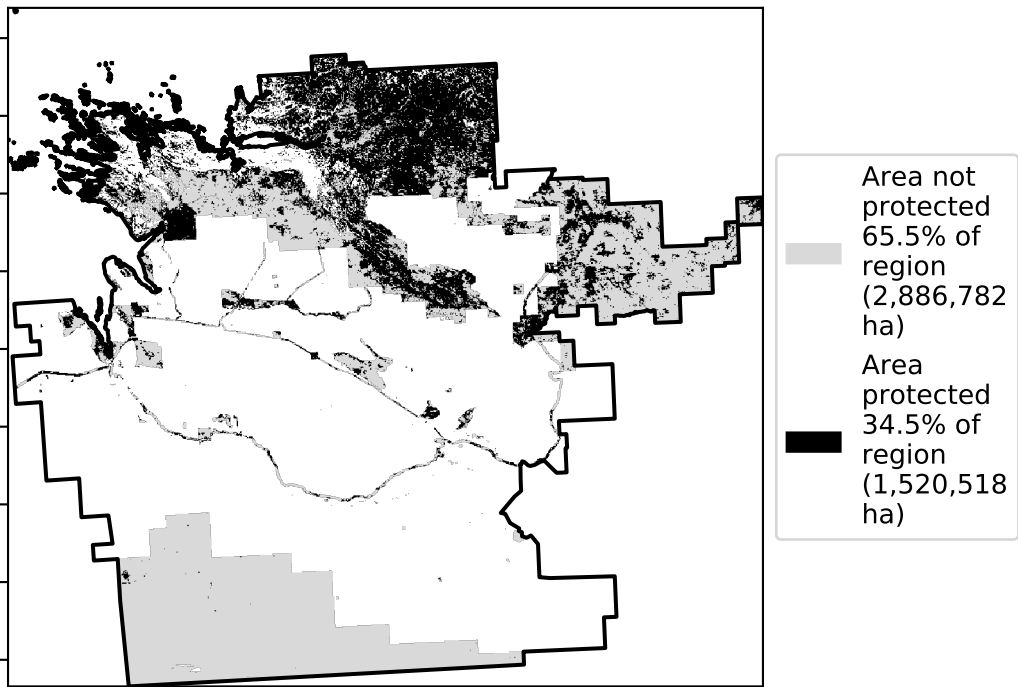 Area not
protected
65.5% of
region
(2,886,782
ha)
Area
protected
34.5% of
region
(1,520,518
ha)